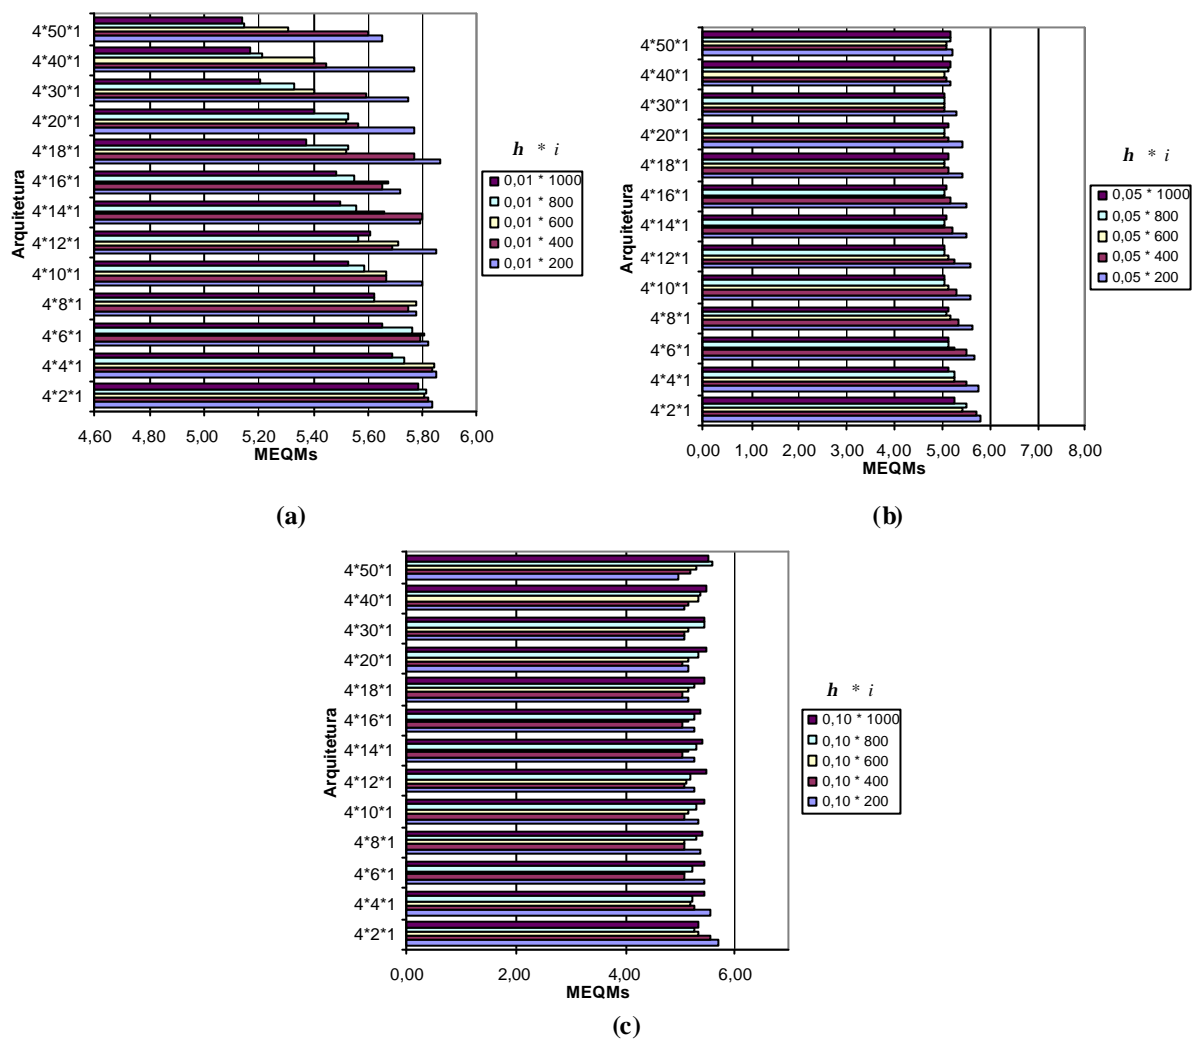 4*50*1
4*40*1
4*30*1
4*20*1
4*18*1
4*16*1
4*14*1
4*12*1
4*10*1
4*8*1
4*6*1
4*4*1
4*2*1
Arquitetura
4,60 4,80 5,00 5,20 5,40 5,60 5,80 6,00
MEQMs
h * i
0,01 * 1000
0,01 * 800
0,01 * 600
0,01 * 400
0,01 * 200
(a)
4*50*1
4*40*1
4*30*1
4*20*1
4*18*1
4*16*1
4*14*1
4*12*1
4*10*1
4*8*1
4*6*1
4*4*1
4*2*1
Arquitetura
0,00 1,00 2,00 3,00 4,00 5,00 6,00 7,00 8,00
MEQMs
h * i
0,05 * 1000
0,05 * 800
0,05 * 600
0,05 * 400
0,05 * 200
(b)
4*50*1
4*40*1
4*30*1
4*20*1
4*18*1
4*16*1
4*14*1
4*12*1
4*10*1
4*8*1
4*6*1
4*4*1
4*2*1
Arquitetura
0,00 2,00 4,00 6,00
MEQMs
h * i
0,10 * 1000
0,10 * 800
0,10 * 600
0,10 * 400
0,10 * 200
(c)